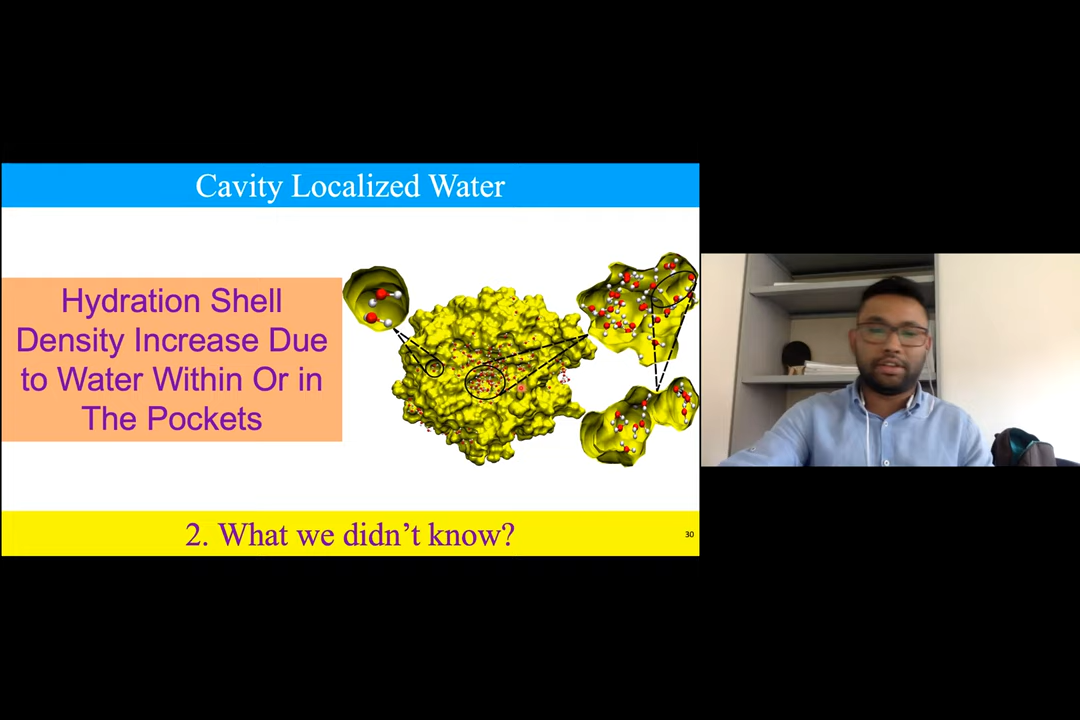 Cavity Localized Water
Hydration Shell
Density Increase Due
to Water Within Or in
The Pockets
2. What we didn’t know?
30